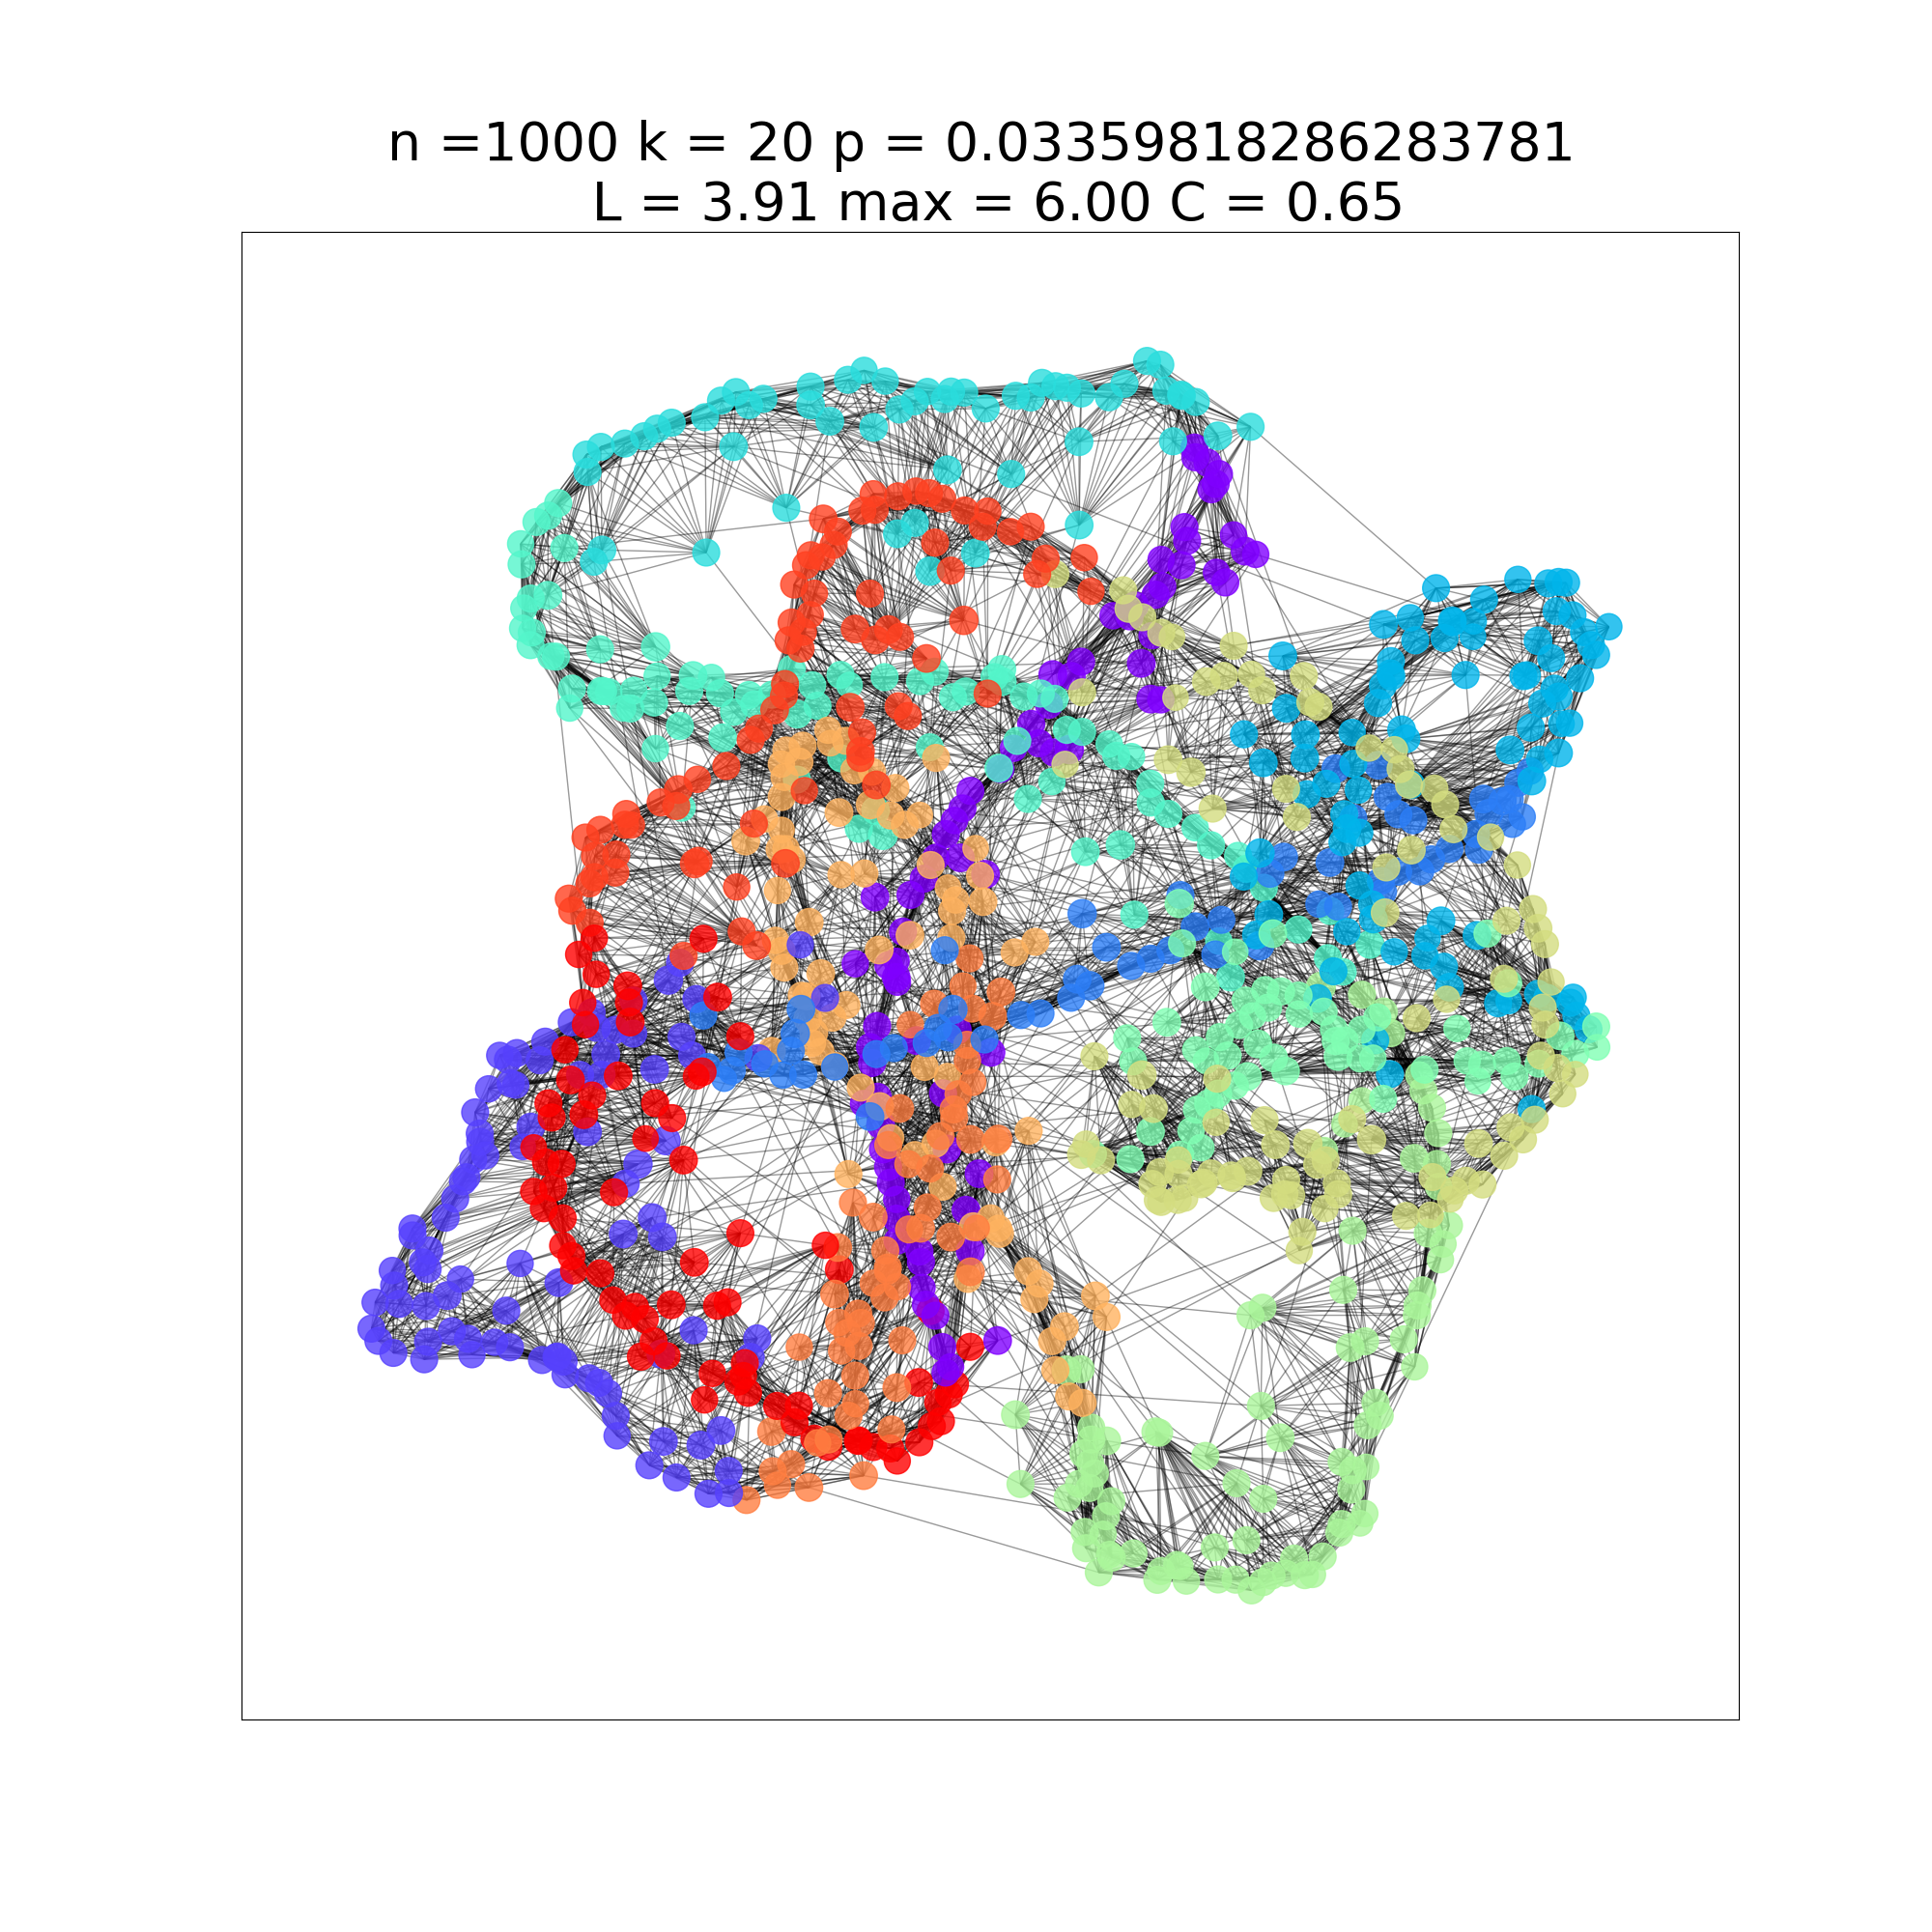 n =1000 k = 20 p = 0.03359818286283781
L = 3.91 max = 6.00 C = 0.65